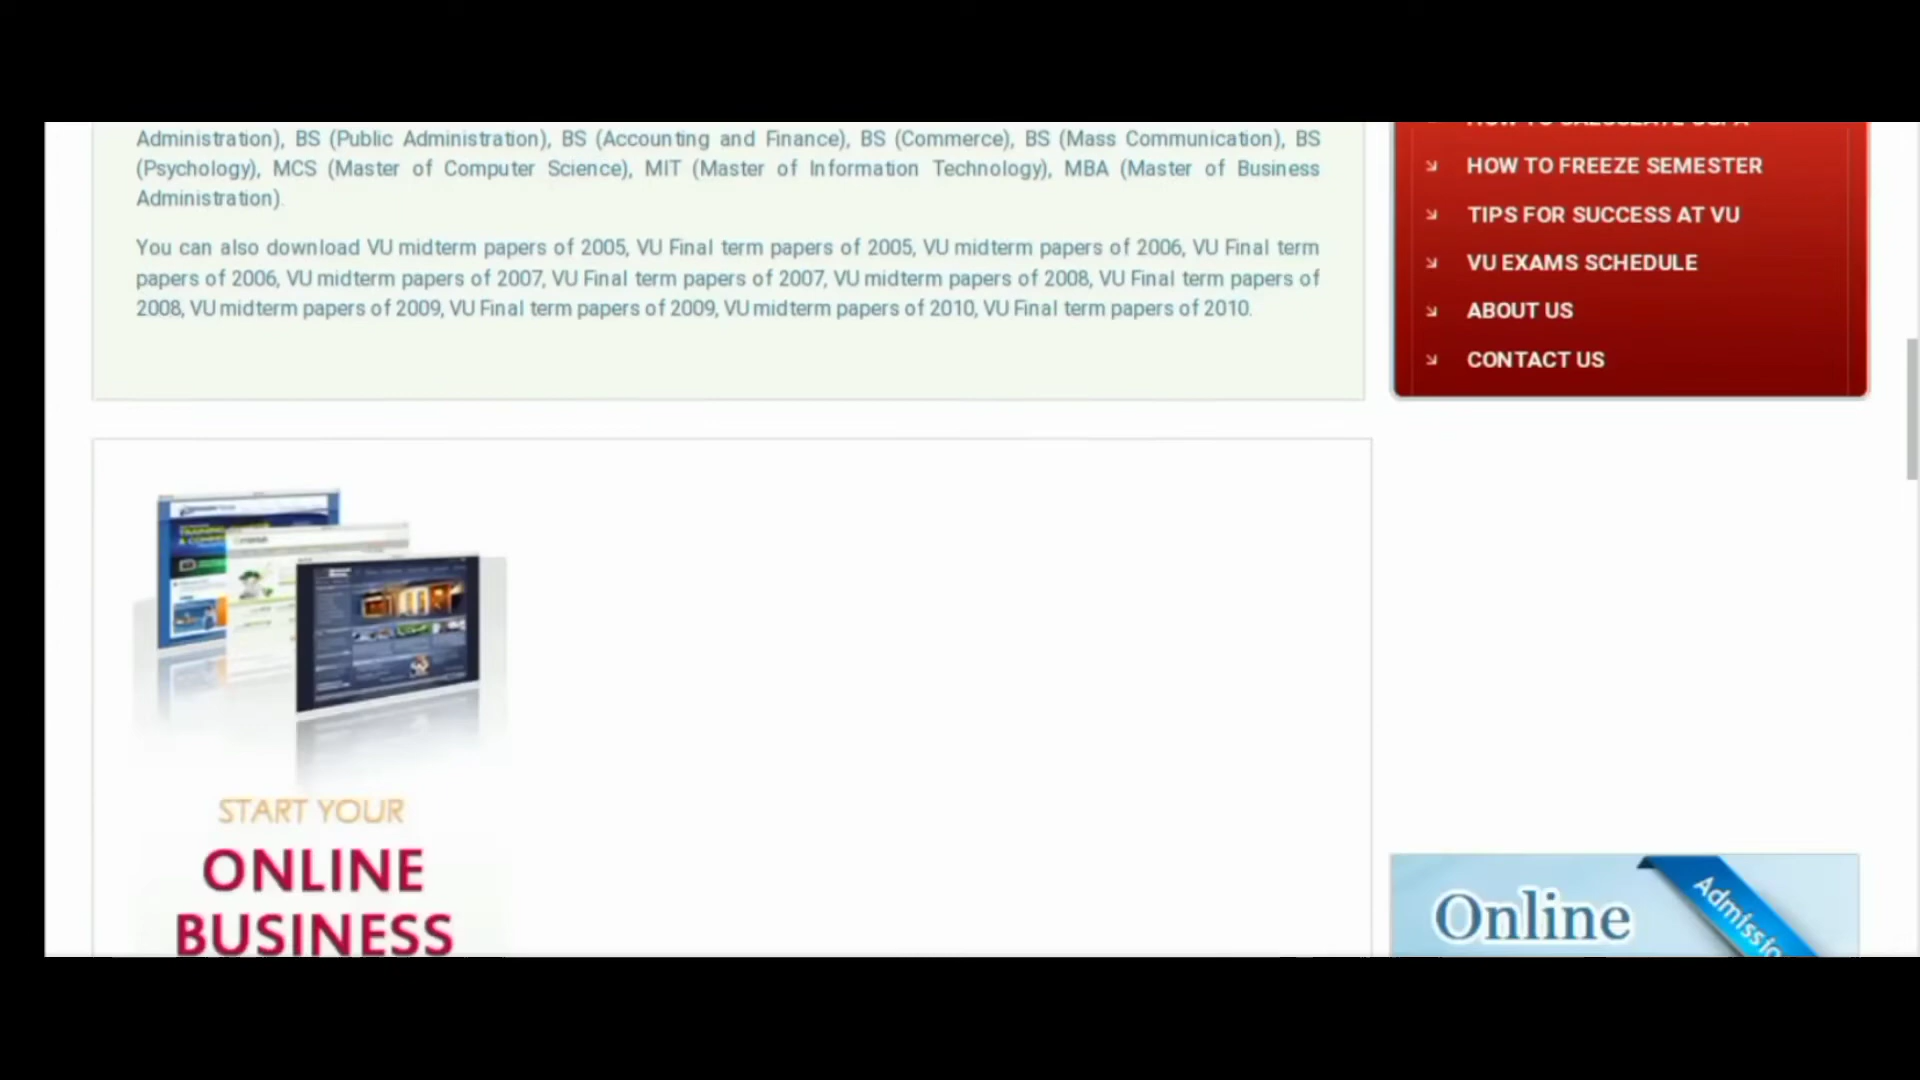 Administration), BS (Public Administration), BS (Accounting and Finance), BS (Commerce), BS (Mass Communication), BS
(Psychology), MCS (Master of Computer Science), MIT (Master of Information Technology), MBA (Master of Business
Administration).
You can also download VU midterm papers of 2005, VU Final term papers of 2005, VU midterm papers of 2006, VU Final term
papers of 2006, VU midterm papers of 2007, VU Final term papers of 2007, VU midterm papers of 2008, VU Final term papers of
2008, VU midterm papers of 2009, VU Final term papers of 2009, VU midterm papers of 2010, VU Final term papers of 2010.
HOW TO FREEZE SEMESTER
TIPS FOR SUCCESS AT VU
VU EXAMS SCHEDULE
ABOUT US
CONTACT US
START YOUR
ONLINE
BUSINESS
Online